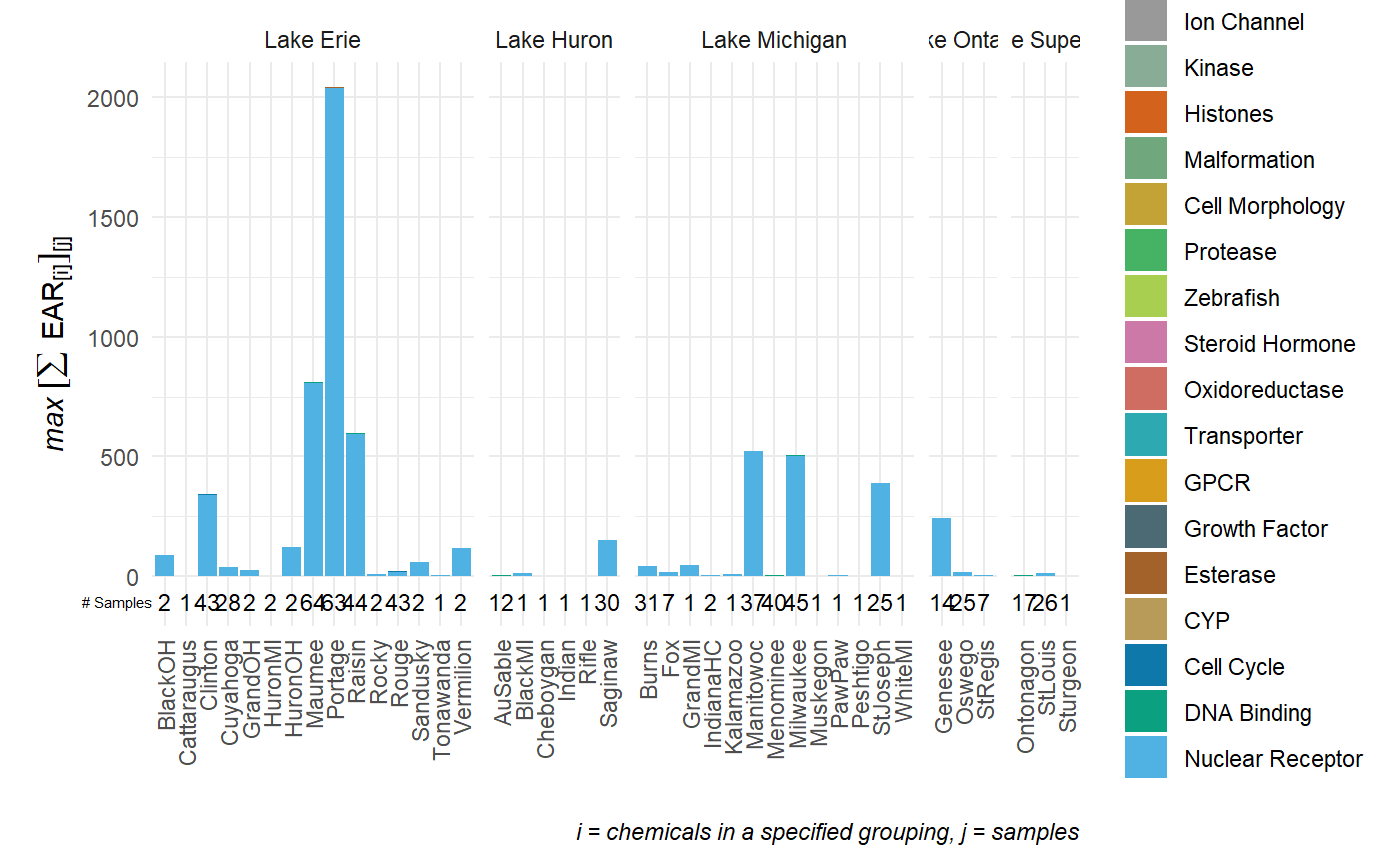 Lake Erie Lake Huron Lake Michigan ke Onta e Supe
2000
1500
1000
500
0
max [∑ EAR[i]][j]
# Samples 2 1 43 28 2 2 2 64 63 44 2 43 2 1 2 12 1 1 1 1 30 31 7 1 2 1 37 40 45 1 1 1 25 1 14 25 7 17 26 1
BlackOH
Cattaraugus
Clinton
Cuyahoga
GrandOH
HuronMI
HuronOH
Maumee
Portage
Raisin
Rocky
Rouge
Sandusky
Tonawanda
Vermilion
AuSable
BlackMI
Cheboygan
Indian
Rifle
Saginaw
Burns
Fox
GrandMI
IndianaHC
Kalamazoo
Manitowoc
Menominee
Milwaukee
Muskegon
PawPaw
Peshtigo
StJoseph
WhiteMI
Genesee
Oswego
StRegis
Ontonagon
StLouis
Sturgeon
Ion Channel
Kinase
Histones
Malformation
Cell Morphology
Protease
Zebrafish
Steroid Hormone
Oxidoreductase
Transporter
GPCR
Growth Factor
Esterase
CYP
Cell Cycle
DNA Binding
Nuclear Receptor
i = chemicals in a specified grouping, j = samples